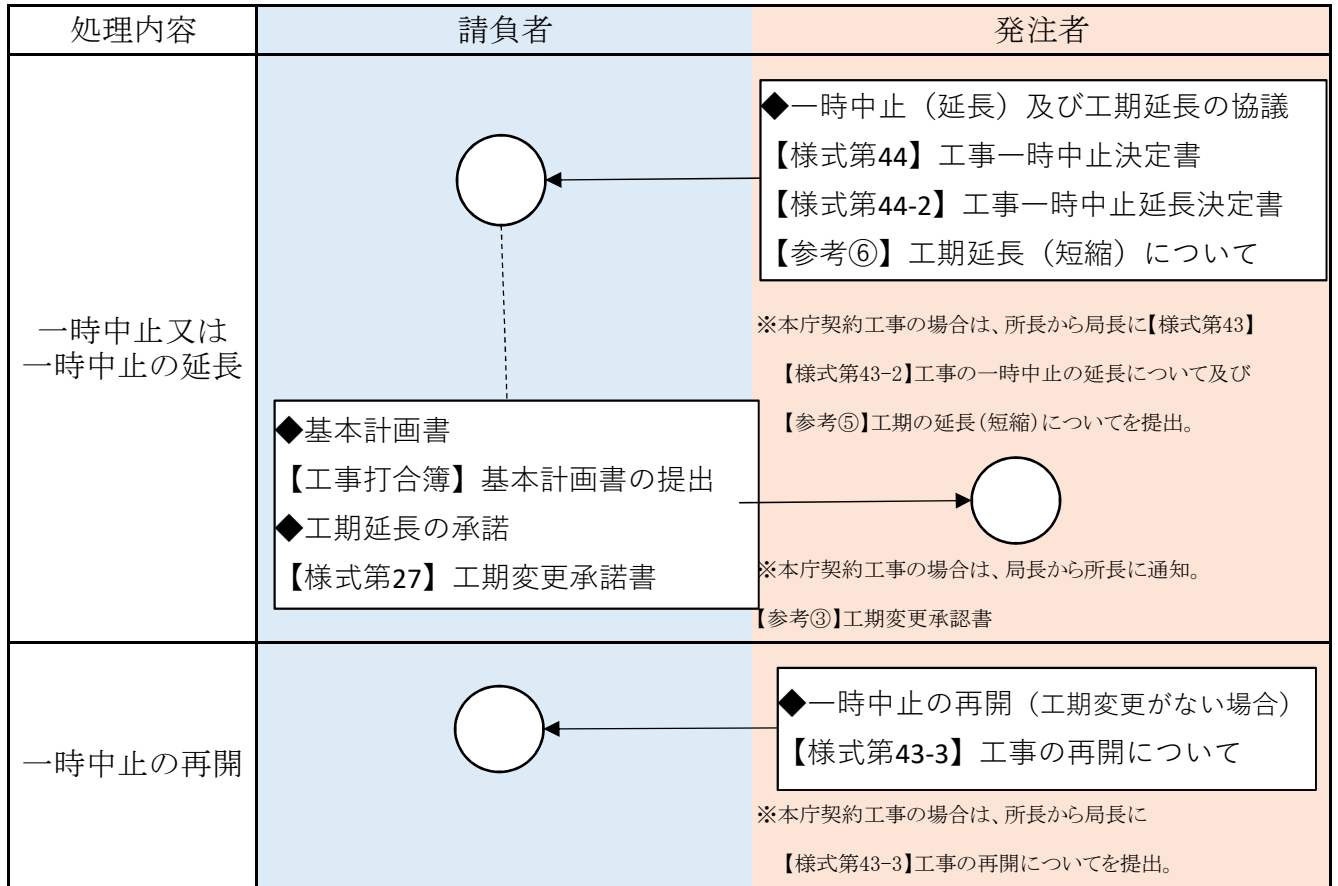 処理内容
請負者
発注者
一時中止又は
一時中止の延長
◆一時中止（延長）及び工期延長の協議
【様式第44】工事一時中止決定書
【様式第44-2】工事一時中止延長決定書
【参考⑥】工期延長（短縮）について
※本庁契約工事の場合は、所長から局長に【様式第43】
【様式第43-2】工事の一時中止の延長について及び
【参考⑤】工期の延長（短縮）についてを提出。
◆基本計画書
【工事打合簿】基本計画書の提出
◆工期延長の承諾
【様式第27】工期変更承諾書
※本庁契約工事の場合は、局長から所長に通知。
【参考③】工期変更承認書
一時中止の再開
◆一時中止の再開（工期変更がない場合）
【様式第43-3】工事の再開について
※本庁契約工事の場合は、所長から局長に
【様式第43-3】工事の再開についてを提出。